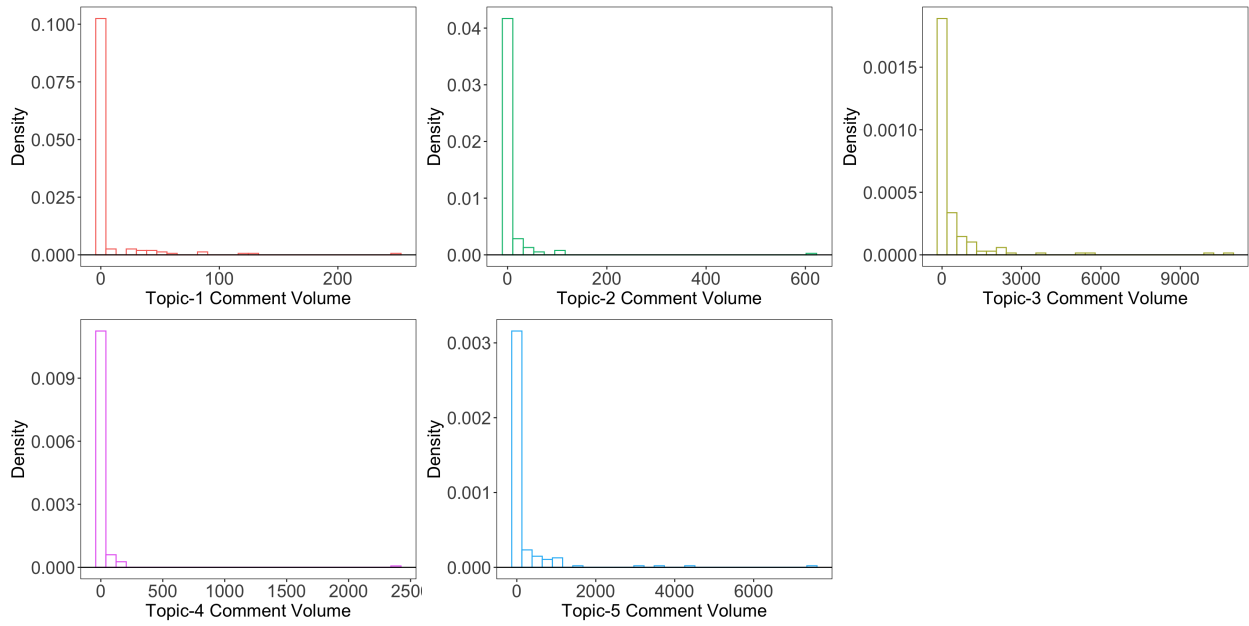 Density
0.100
0.075
0.050
0.025
0.000
0 100 200
Topic-1 Comment Volume
Density
0.04
0.03
0.02
0.01
0.00
0 200 400 600
Topic-2 Comment Volume
Density
0.0015
0.0010
0.0005
0.0000
0 3000 6000 9000
Topic-3 Comment Volume
Density
0.009
0.006
0.003
0.000
0 500 1000 1500 2000 2500
Topic-4 Comment Volume
Density
0.003
0.002
0.001
0.000
0 2000 4000 6000
Topic-5 Comment Volume